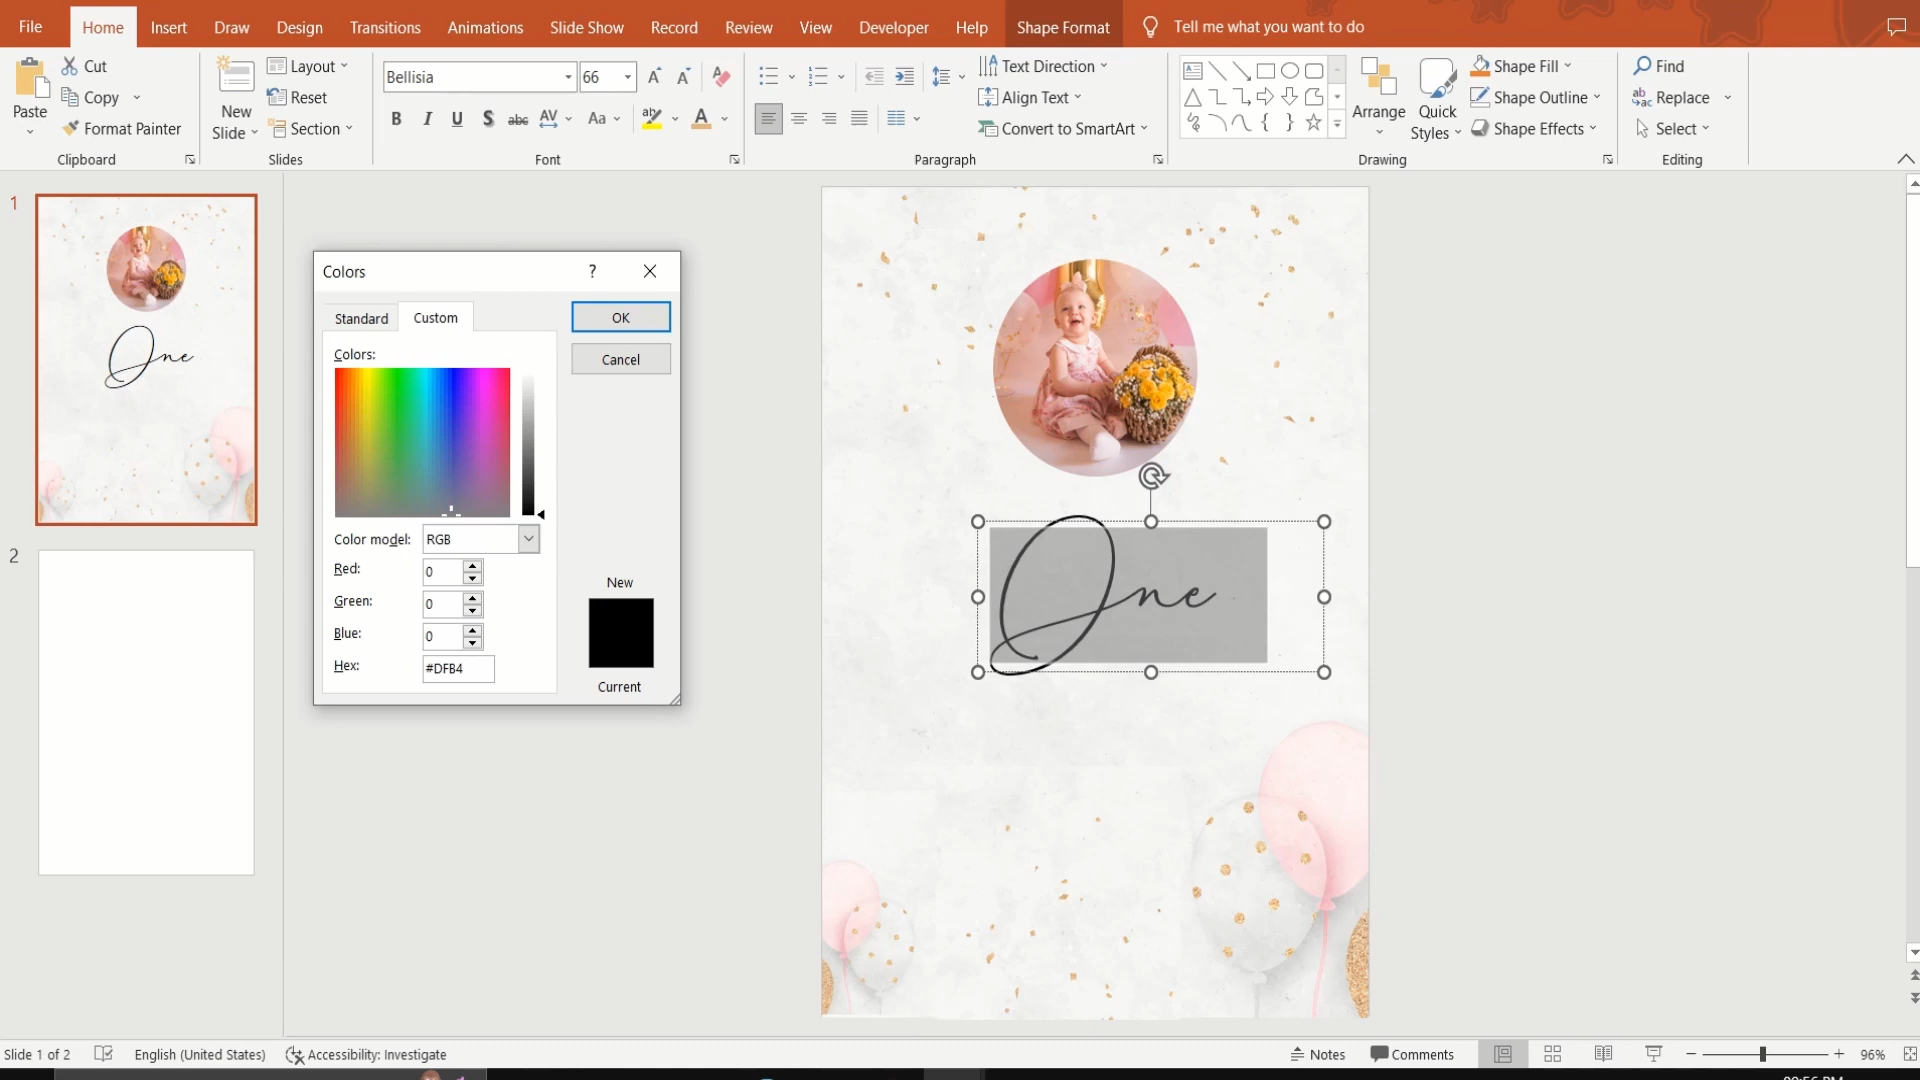 File Home Insert Draw Design Transitions Animations Slide Show Record Review View Developer Help Shape Format Tell me what you want to do
Paste
Cut
Copy
Format Painter
Clipboard
New
Slide
Layout
Reset
Section
Slides
Bellisia 66
B I U S abc AV Aa A
Font
Text Direction
Align Text
Convert to SmartArt
Paragraph
Arrange
Quick
Styles
Shape Fill
Shape Outline
Shape Effects
Drawing
Find
Replace
Select
Editing
1
One
2
Colors ?
Standard Custom
OK
Cancel
Colors:
Color model: RGB
Red: 0
Green: 0
Blue: 0
Hex: #DFB4
New
Current
One
Slide 1 of 2 English (United States) Accessibility: Investigate Notes Comments 96%